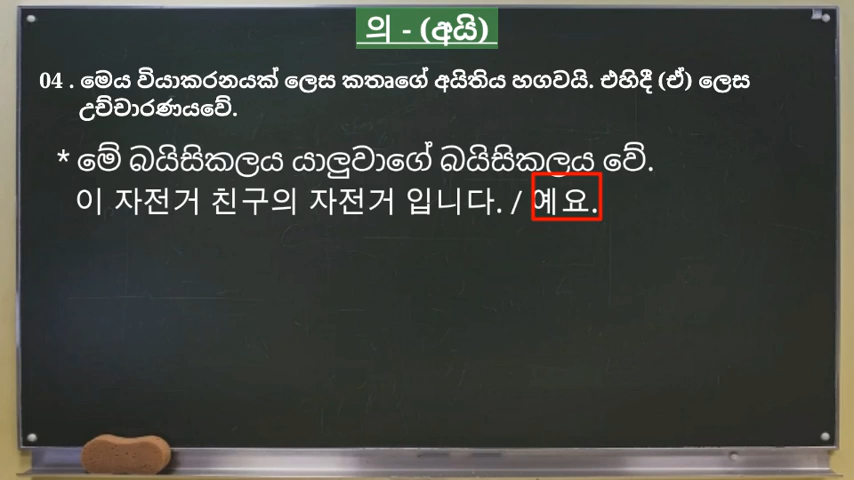 의 - (අයි)
04 . මෙය වියාකරනයක් ලෙස කතෘගේ අයිතිය හගවයි. එහිදී (ඒ) ලෙස
උච්චාරණයවේ.
* මේ බයිසිකලය යාලුවාගේ බයිසිකලය වේ.
이 자전거 친구의 자전거 입니다. / 예요.